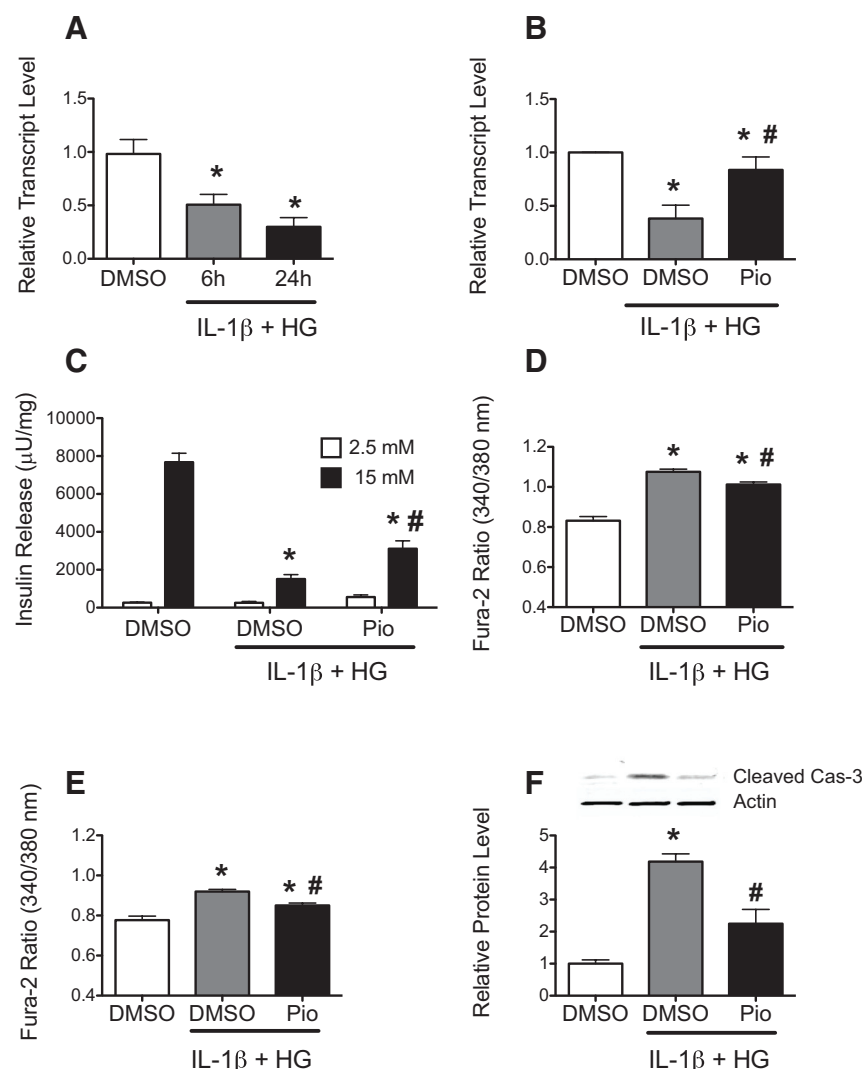 A
Relative Transcript Level
1.5
1.0
0.5
0.0
*
*
DMSO
6h
24h
IL-1β + HG
B
Relative Transcript Level
1.5
1.0
0.5
0.0
*
* #
DMSO
DMSO
Pio
IL-1β + HG
C
Insulin Release (μU/mg)
10000
8000
6000
4000
2000
0
2.5 mM
15 mM
*
* #
DMSO
DMSO
Pio
IL-1β + HG
D
Fura-2 Ratio (340/380 nm)
1.2
1.0
0.8
0.6
0.4
*
* #
DMSO
DMSO
Pio
IL-1β + HG
E
Fura-2 Ratio (340/380 nm)
1.2
1.0
0.8
0.6
0.4
*
* #
DMSO
DMSO
Pio
IL-1β + HG
F
Cleaved Cas-3
Actin
Relative Protein Level
5
4
3
2
1
0
*
#
DMSO
DMSO
Pio
IL-1β + HG